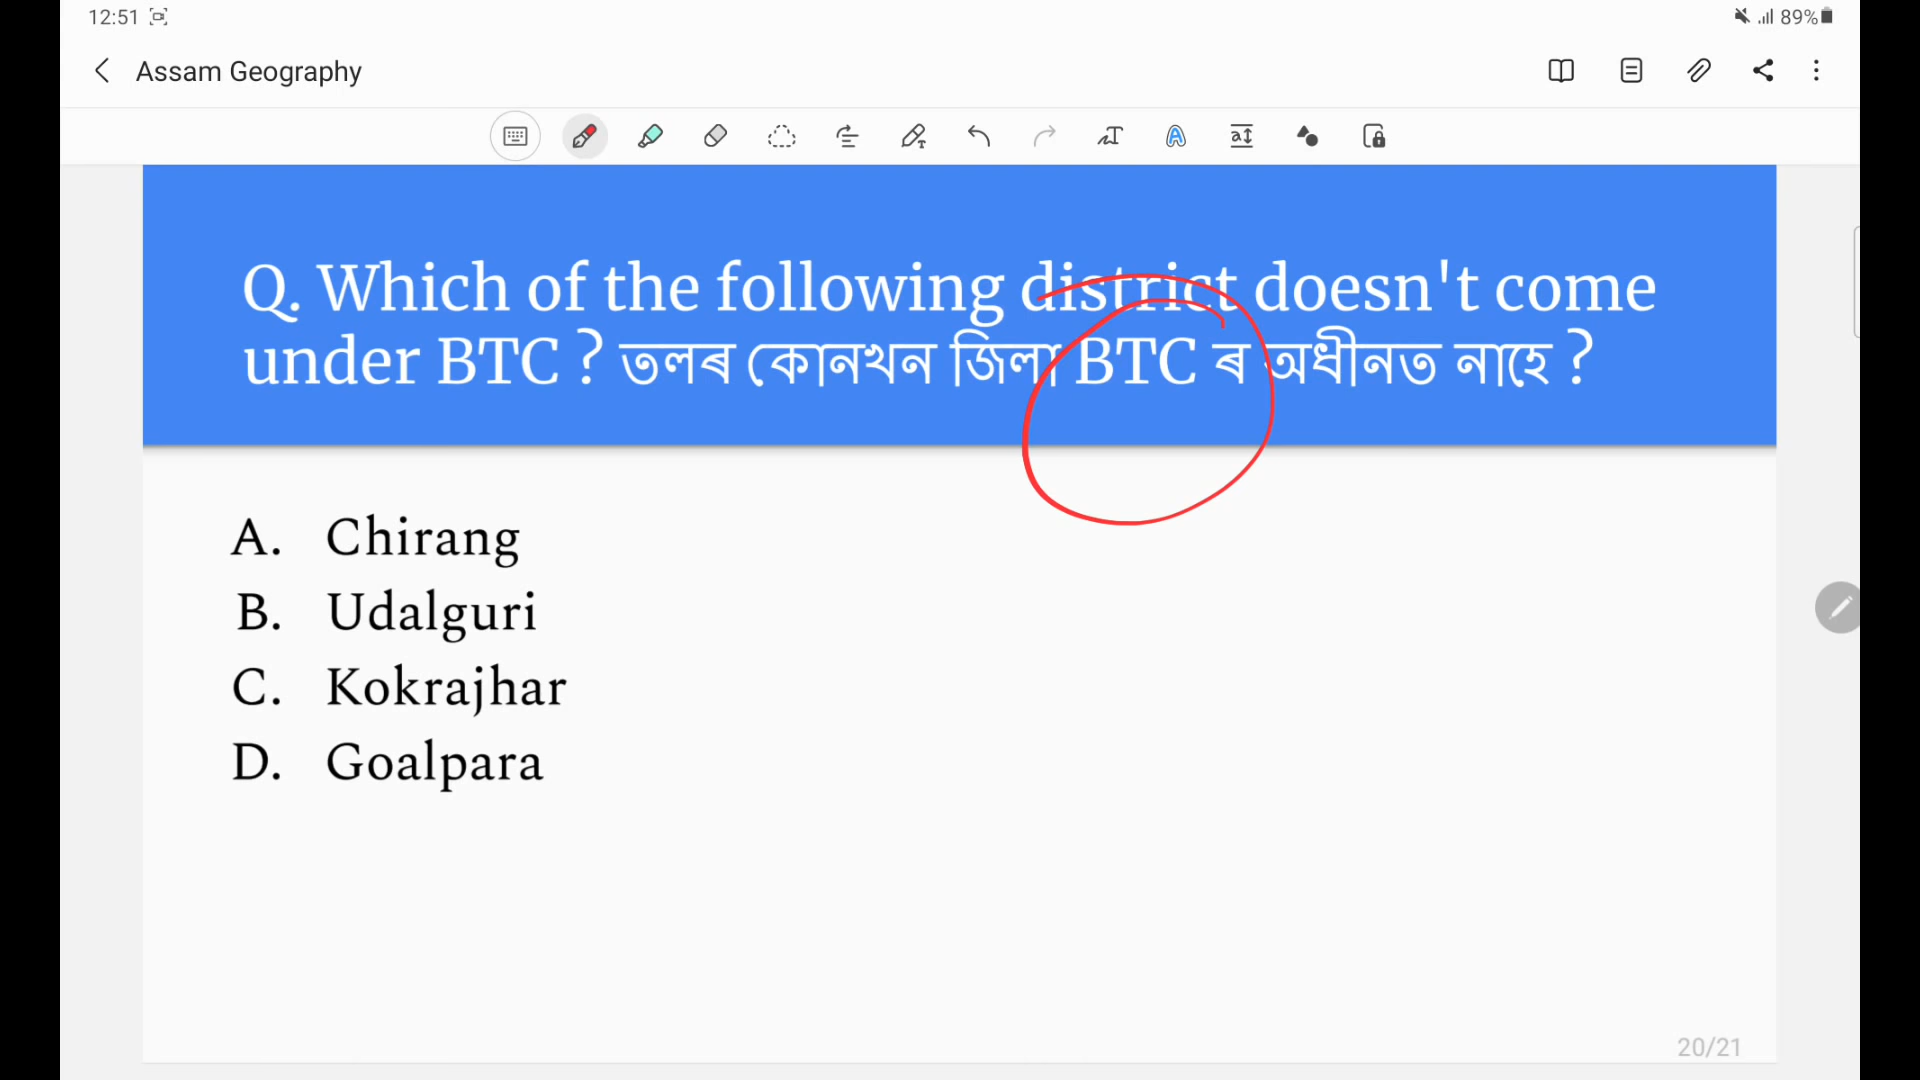 12:51
89%
Assam Geography
Q. Which of the following district doesn't come
under BTC ? তলৰ কোনখন জিলা BTC ৰ অধীনত নাহে ?
A. Chirang
B. Udalguri
C. Kokrajhar
D. Goalpara
20/21